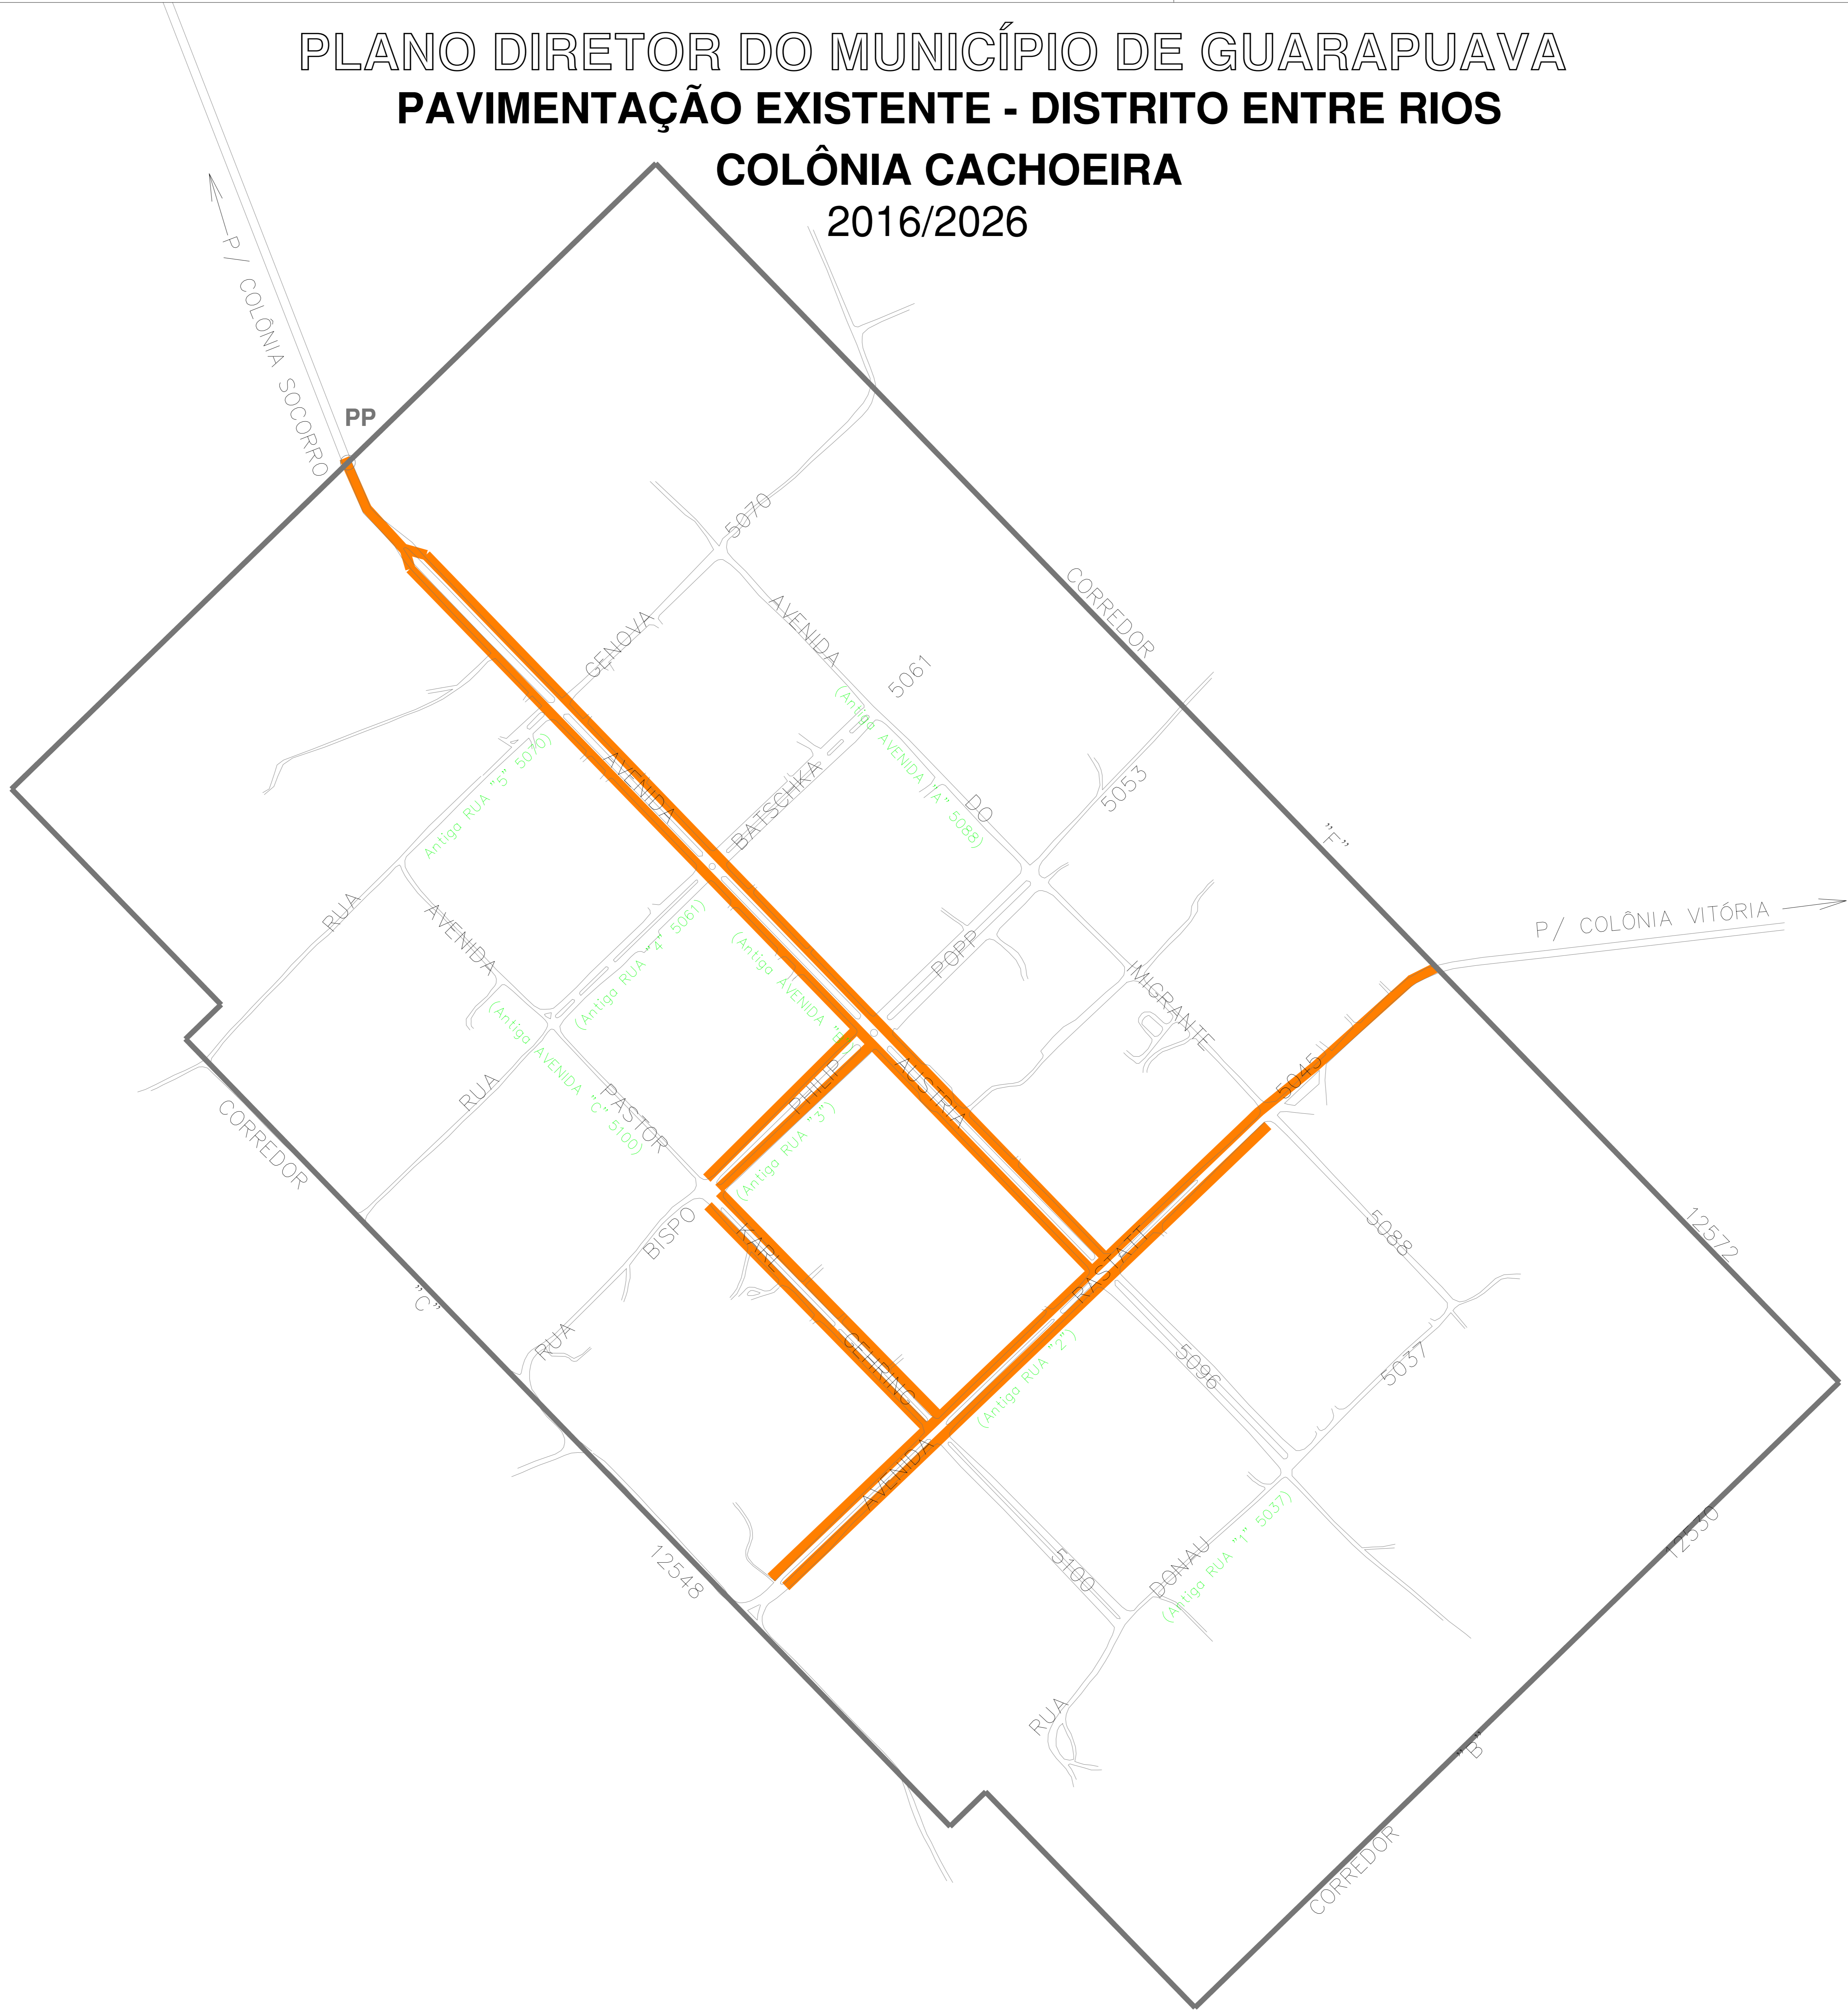 PLANO DIRETOR DO MUNICÍPIO DE GUARAPUAVA
PAVIMENTAÇÃO EXISTENTE - DISTRITO ENTRE RIOS
COLÔNIA CACHOEIRA
2016/2026
P/ COLÔNIA SOCORRO
PP
5070
GENOVA
AVENIDA
CORREDOR
5061
(Antiga AVENIDA "A" 5088)
Antiga RUA "5" 5070)
AVENIDA
BATSCHKA
DO
5053
"F"
RUA
AVENIDA
(Antiga RUA "4" 5061)
(Antiga AVENIDA "B")
POPP
IMIGRANTE
P/ COLÔNIA VITÓRIA
(Antiga AVENIDA "C" 5100)
RUA
PASTOR
PHILIP
AUSTRIA
5045
CORREDOR
(Antiga RUA "3")
BISPO
KARL
RASTATT
5088
12572
"C"
RUA
GEHRING
(Antiga RUA "2")
5096
5037
AVENIDA
12548
5100
DONAU
(Antiga RUA "1" 5037)
12530
RUA
"B"
CORREDOR